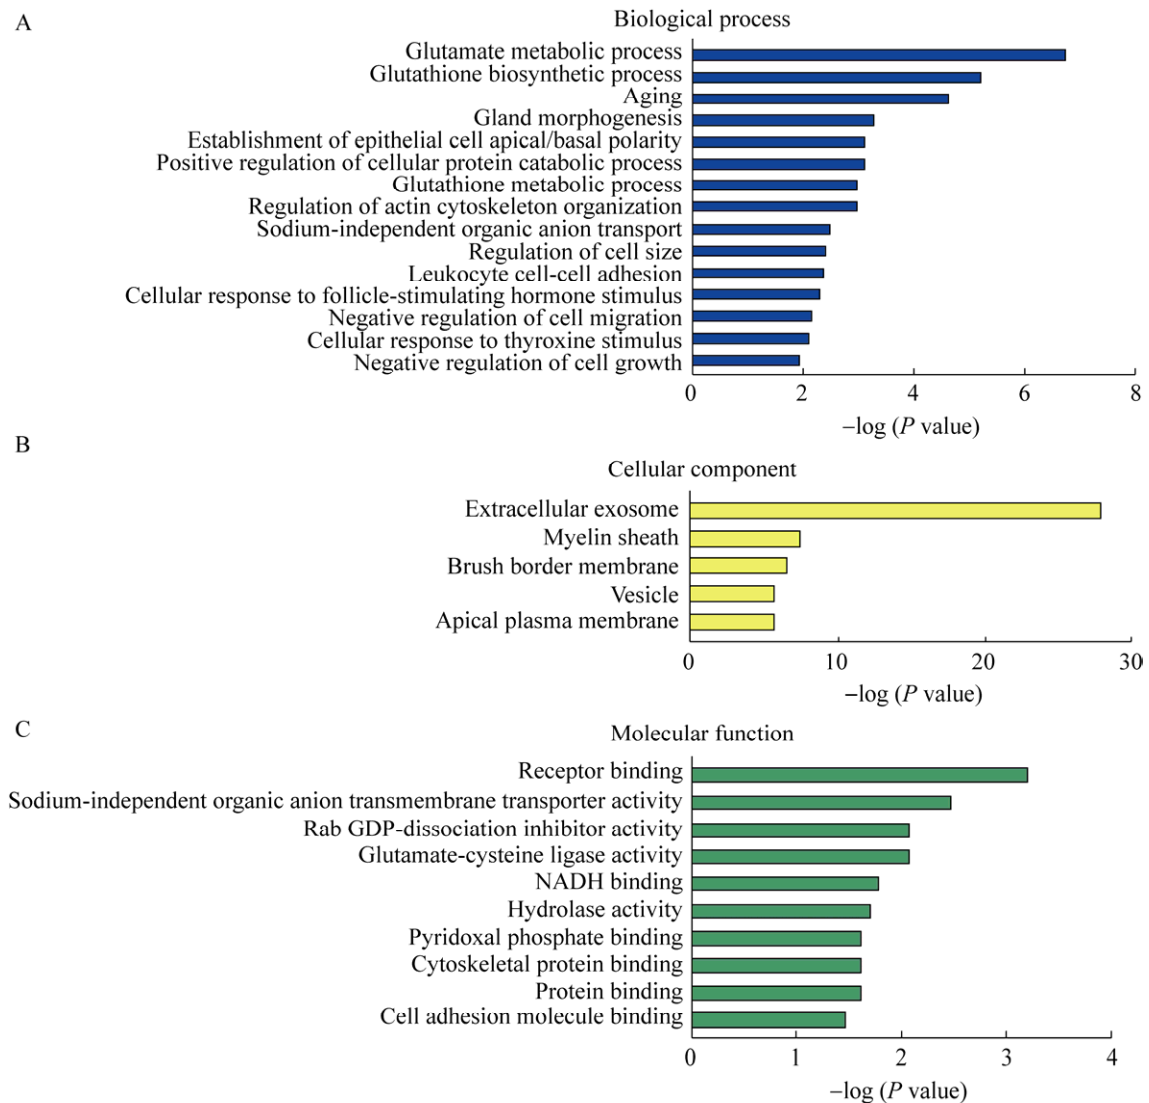 A
Biological process
Glutamate metabolic process
Glutathione biosynthetic process
Aging
Gland morphogenesis
Establishment of epithelial cell apical/basal polarity
Positive regulation of cellular protein catabolic process
Glutathione metabolic process
Regulation of actin cytoskeleton organization
Sodium-independent organic anion transport
Regulation of cell size
Leukocyte cell-cell adhesion
Cellular response to follicle-stimulating hormone stimulus
Negative regulation of cell migration
Cellular response to thyroxine stimulus
Negative regulation of cell growth
0 2 4 6 8
−log (P value)
B
Cellular component
Extracellular exosome
Myelin sheath
Brush border membrane
Vesicle
Apical plasma membrane
0 10 20 30
−log (P value)
C
Molecular function
Receptor binding
Sodium-independent organic anion transmembrane transporter activity
Rab GDP-dissociation inhibitor activity
Glutamate-cysteine ligase activity
NADH binding
Hydrolase activity
Pyridoxal phosphate binding
Cytoskeletal protein binding
Protein binding
Cell adhesion molecule binding
0 1 2 3 4
−log (P value)